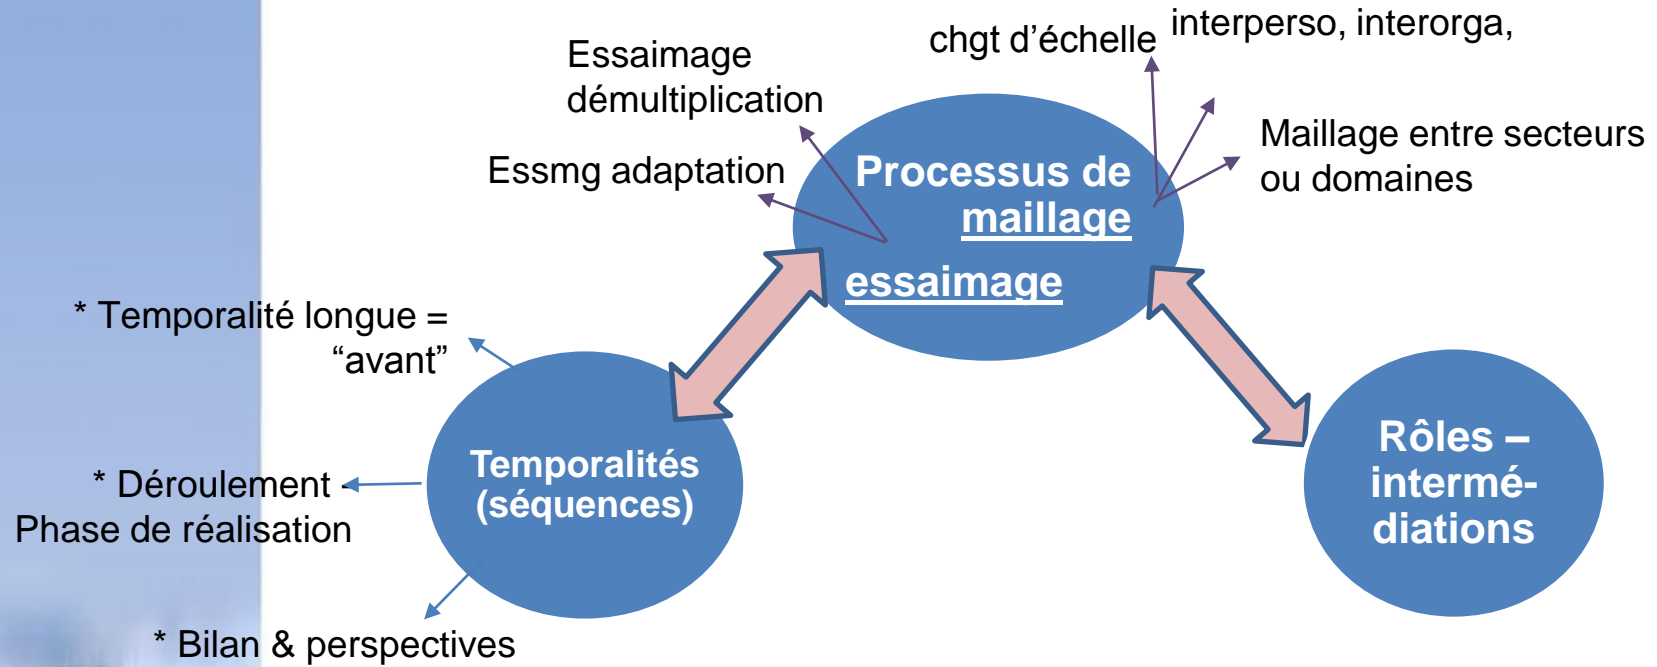 interperso, interorga,
chgt d’échelle
Essaimage
démultiplication
Maillage entre secteurs
ou domaines
Essmg adaptation
Processus de
maillage
essaimage
* Temporalité longue =
“avant”
* Déroulement -
Phase de réalisation
* Bilan & perspectives
Temporalités
(séquences)
Rôles –
intermé-
diations